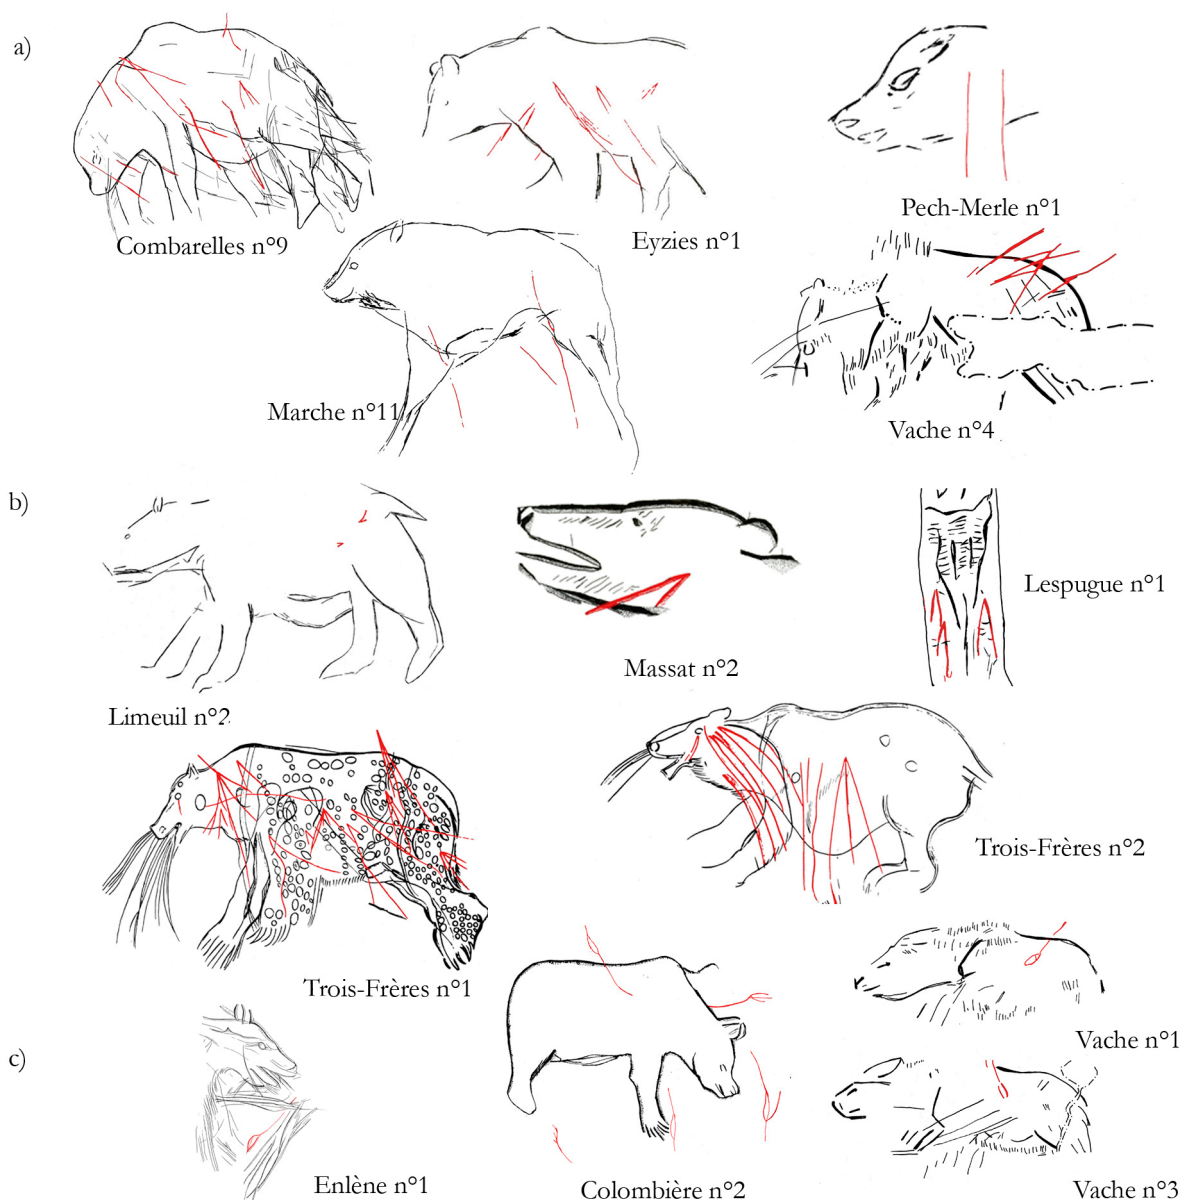 a)
Combarelles n°9
Eyzies n°1
Pech-Merle n°1
Marche n°11
Vache n°4
b)
Limeuil n°2
Massat n°2
Lespugue n°1
Trois-Frères n°1
Trois-Frères n°2
c)
Enlène n°1
Colombière n°2
Vache n°1
Vache n°3